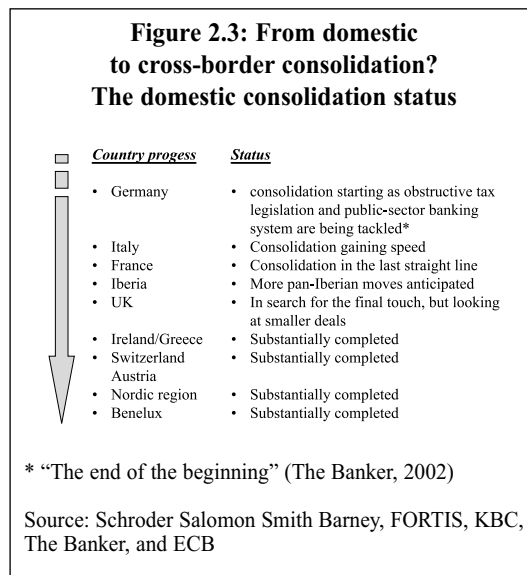 Figure 2.3: From domestic
to cross-border consolidation?
The domestic consolidation status
Country progess Status
• Germany • consolidation starting as obstructive tax
legislation and public-sector banking
system are being tackled*
• Italy • Consolidation gaining speed
• France • Consolidation in the last straight line
• Iberia • More pan-Iberian moves anticipated
• UK • In search for the final touch, but looking
at smaller deals
• Ireland/Greece • Substantially completed
• Switzerland • Substantially completed
Austria
• Nordic region • Substantially completed
• Benelux • Substantially completed
* “The end of the beginning” (The Banker, 2002)
Source: Schroder Salomon Smith Barney, FORTIS, KBC,
The Banker, and ECB